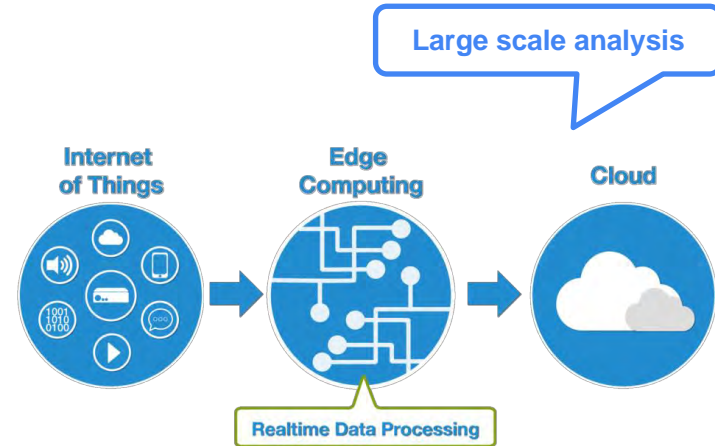 Large scale analysis
Internet
of Things
Edge
Computing
Cloud
1001
1010
0100
Realtime Data Processing